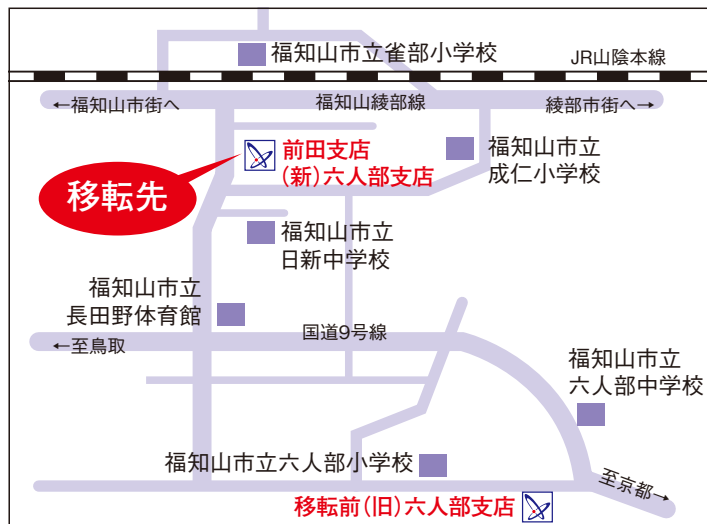 福知山市立雀部小学校
JR山陰本線
←福知山市街へ
福知山綾部線
綾部市街へ→
前田支店
(新)六人部支店
福知山市立
成仁小学校
移転先
福知山市立
日新中学校
福知山市立
長田野体育館
国道9号線
←至鳥取
福知山市立
六人部中学校
福知山市立六人部小学校
至京都→
移転前(旧)六人部支店